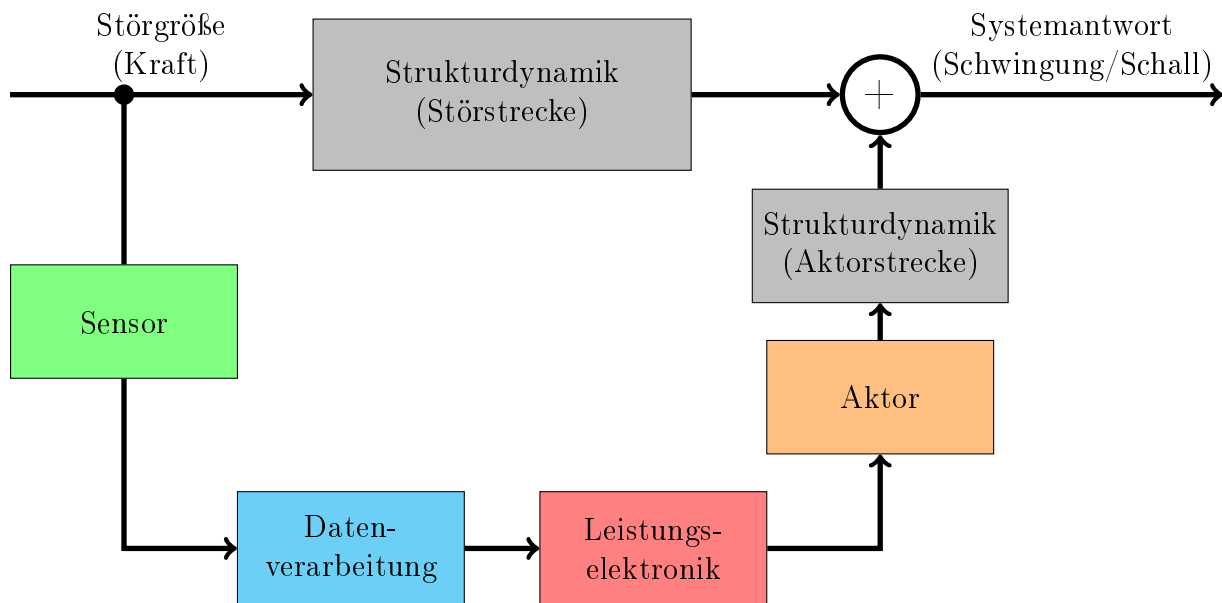 Störgröße
(Kraft)
Strukturdynamik
(Störstrecke)
+
Systemantwort
(Schwingung/Schall)
Strukturdynamik
(Aktorstrecke)
Sensor
Aktor
Daten-
verarbeitung
Leistungs-
elektronik